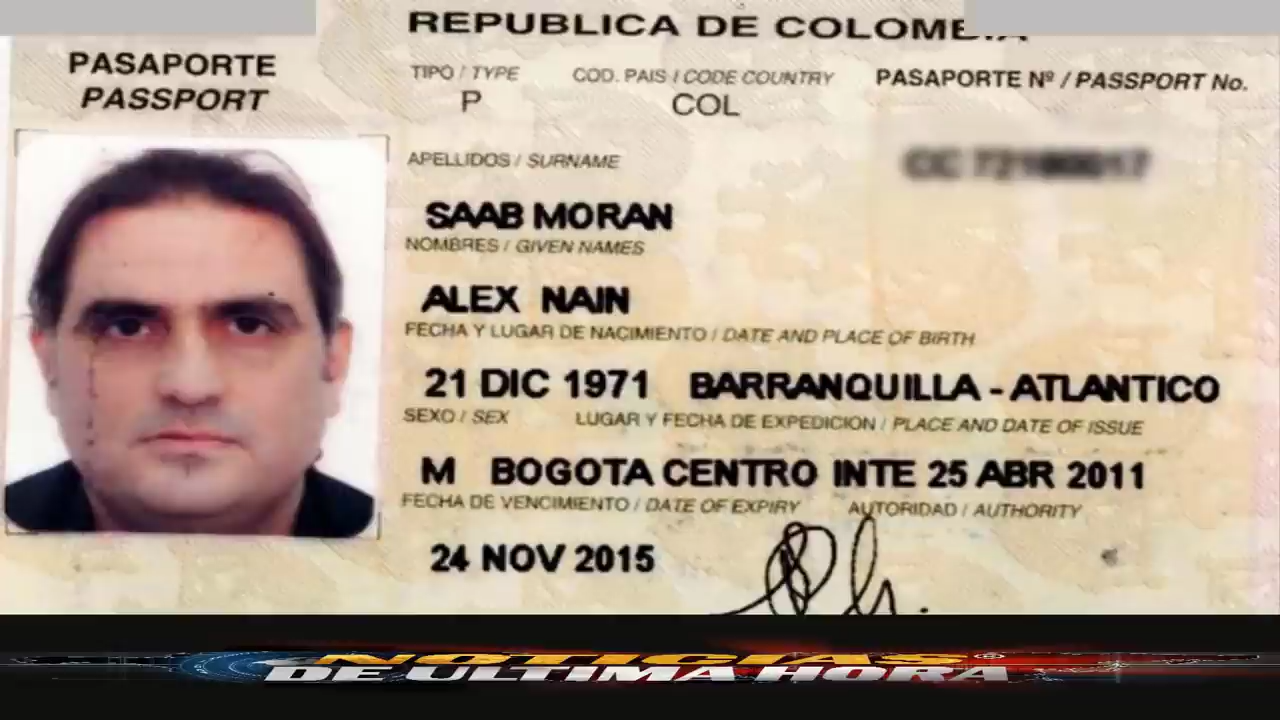 REPUBLICA DE COLOMBIA
PASAPORTE
PASSPORT
TIPO / TYPE COD. PAIS / CODE COUNTRY PASAPORTE Nº / PASSPORT No.
P COL
APELLIDOS / SURNAME
SAAB MORAN
NOMBRES / GIVEN NAMES
ALEX NAIN
FECHA Y LUGAR DE NACIMIENTO / DATE AND PLACE OF BIRTH
21 DIC 1971 BARRANQUILLA - ATLANTICO
SEXO / SEX LUGAR Y FECHA DE EXPEDICION / PLACE AND DATE OF ISSUE
M BOGOTA CENTRO INTE 25 ABR 2011
FECHA DE VENCIMIENTO / DATE OF EXPIRY AUTORIDAD / AUTHORITY
24 NOV 2015
NOTICIAS
DE ULTIMA HORA